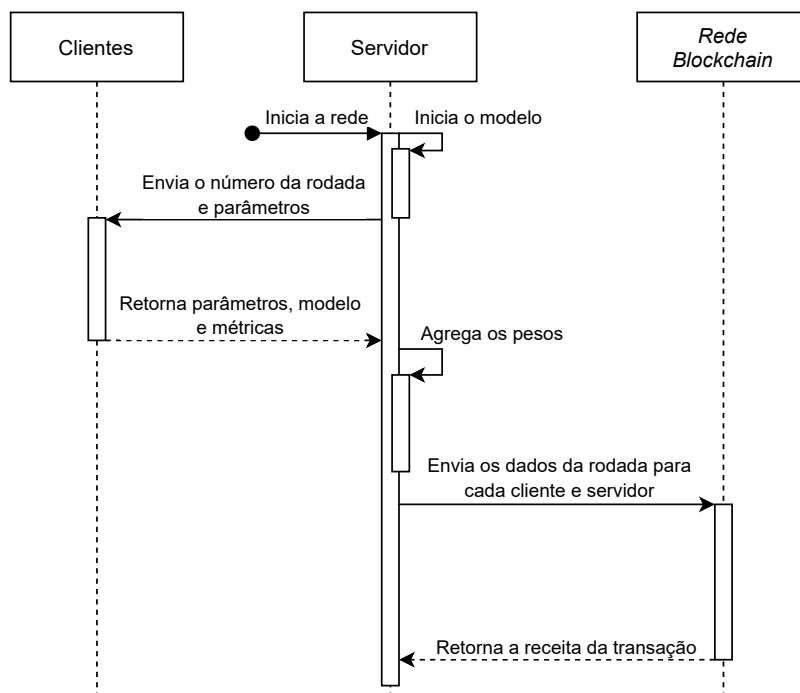 Clientes
Servidor
Rede
Blockchain
Inicia a rede
Inicia o modelo
Envia o número da rodada
e parâmetros
Retorna parâmetros, modelo
e métricas
Agrega os pesos
Envia os dados da rodada para
cada cliente e servidor
Retorna a receita da transação